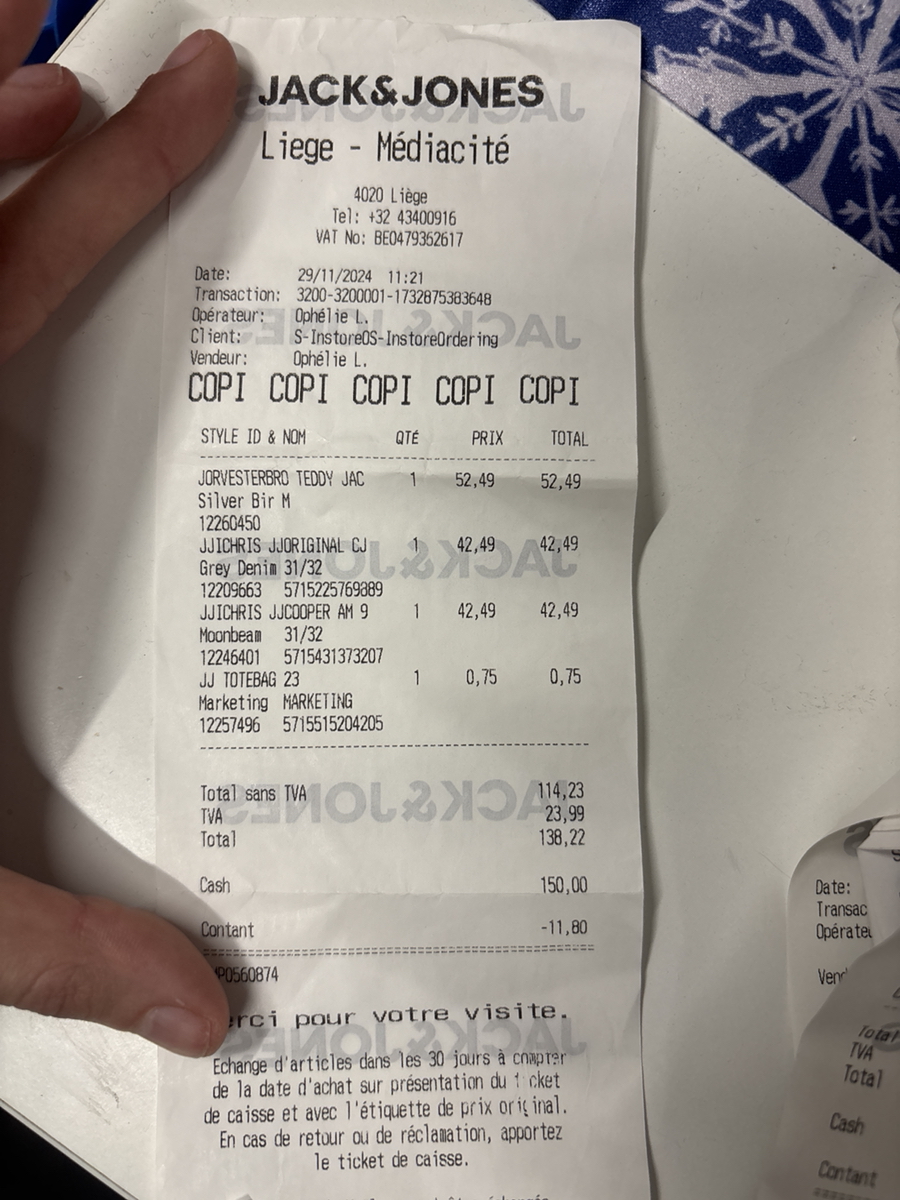 JACK&JONES
Liege - Médiacité
4020 Liège
Tel: +32 43400916
VAT No: BE0479352617
Date: 29/11/2024 11:21
Transaction: 3200-3200001-1732875383648
Opérateur: Ophélie L.
Client: S-InstoreOS-InstoreOrdering
Vendeur: Ophélie L.
COPI COPI COPI COPI COPI
STYLE ID & NOM QTÉ PRIX TOTAL
JORVESTERBRO TEDDY JAC 1 52,49 52,49
Silver Bir M
12260450
JJICHRIS JJORIGINAL CJ 1 42,49 42,49
Grey Denim 31/32
12209663 5715225769889
JJICHRIS JJCOOPER AM 9 1 42,49 42,49
Moonbeam 31/32
12246401 5715431373207
JJ TOTEBAG 23 1 0,75 0,75
Marketing MARKETING
12257496 5715515204205
Total sans TVA 114,23
TVA 23,99
Total 138,22
Cash 150,00
Contant -11,80
P0560874
erci pour votre visite.
Echange d'articles dans les 30 jours à compter
de la date d'achat sur présentation du ticket
de caisse et avec l'étiquette de prix original.
En cas de retour ou de réclamation, apportez
le ticket de caisse.
Date:
Transac
Opérate
Vend
Total
TVA
Total
Cash
Contant